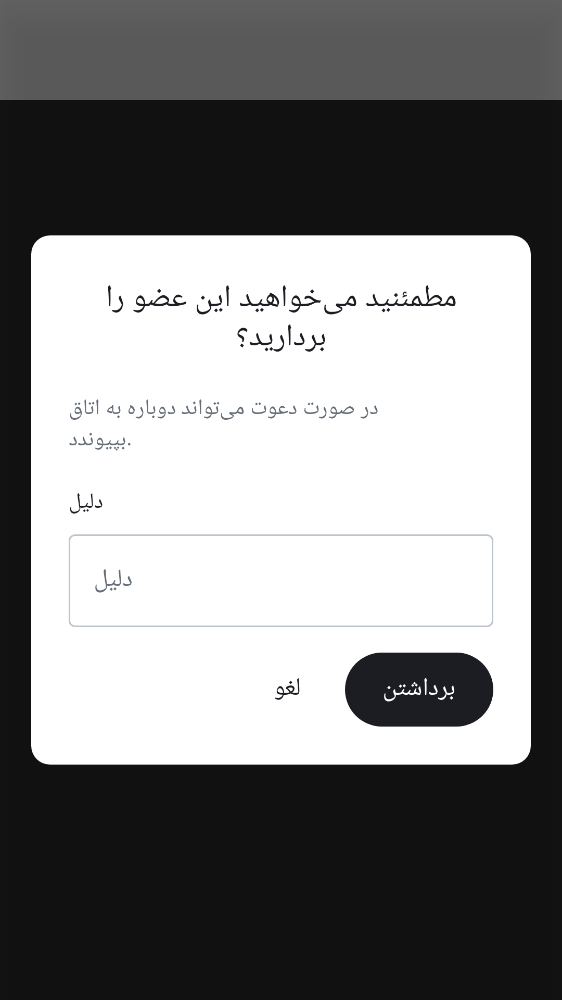 مطمئنید می‌خواهید این عضو را
بردارید؟
در صورت دعوت می‌تواند دوباره به اتاق
بپیوندد.
دلیل
دلیل
برداشتن
لغو